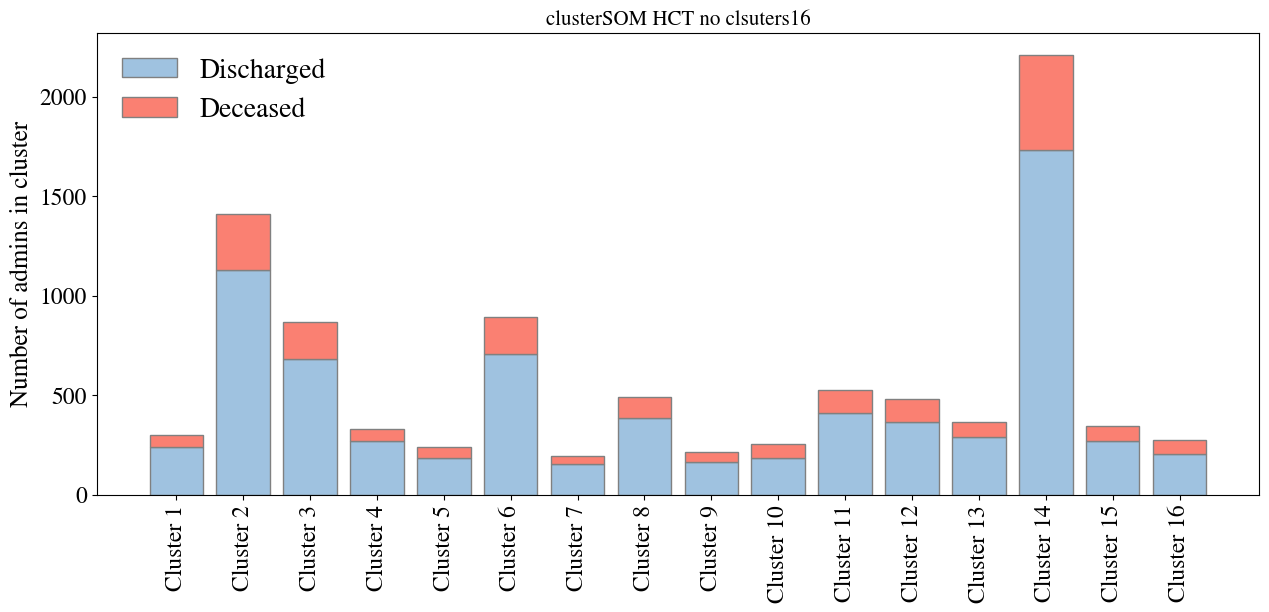 clusterSOM HCT no clsuters16
Discharged
Deceased
Number of admins in cluster
2000
1500
1000
500
0
Cluster 1
Cluster 2
Cluster 3
Cluster 4
Cluster 5
Cluster 6
Cluster 7
Cluster 8
Cluster 9
Cluster 10
Cluster 11
Cluster 12
Cluster 13
Cluster 14
Cluster 15
Cluster 16